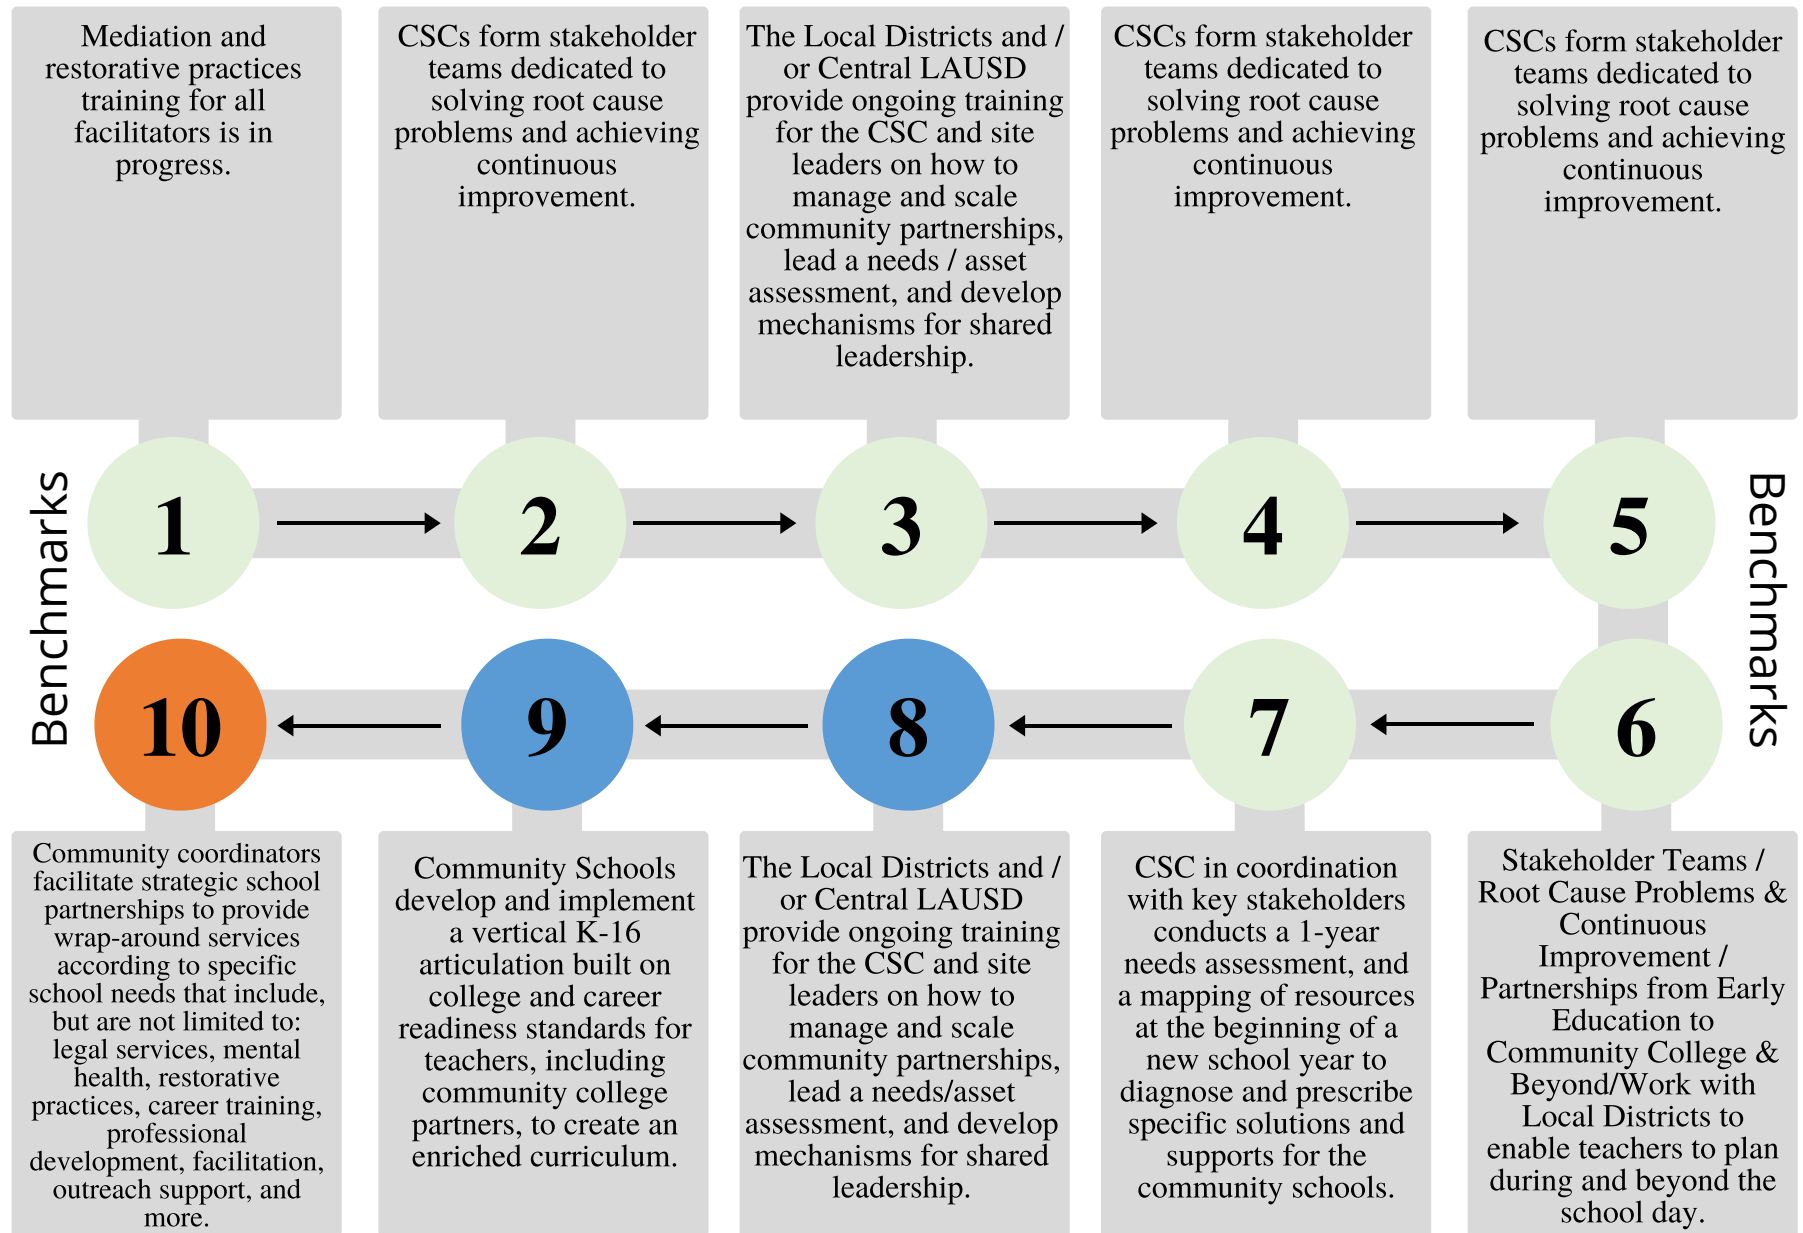 Mediation and
restorative practices
training for all
facilitators is in
progress.
CSCs form stakeholder
teams dedicated to
solving root cause
problems and achieving
continuous
improvement.
The Local Districts and /
or Central LAUSD
provide ongoing training
for the CSC and site
leaders on how to
manage and scale
community partnerships,
lead a needs / asset
assessment, and develop
mechanisms for shared
leadership.
CSCs form stakeholder
teams dedicated to
solving root cause
problems and achieving
continuous
improvement.
CSCs form stakeholder
teams dedicated to
solving root cause
problems and achieving
continuous
improvement.
Benchmarks
1
2
3
4
5
Benchmarks
10
9
8
7
6
Community coordinators
facilitate strategic school
partnerships to provide
wrap-around services
according to specific
school needs that include,
but are not limited to:
legal services, mental
health, restorative
practices, career training,
professional
development, facilitation,
outreach support, and
more.
Community Schools
develop and implement
a vertical K-16
articulation built on
college and career
readiness standards for
teachers, including
community college
partners, to create an
enriched curriculum.
The Local Districts and /
or Central LAUSD
provide ongoing training
for the CSC and site
leaders on how to
manage and scale
community partnerships,
lead a needs/asset
assessment, and develop
mechanisms for shared
leadership.
CSC in coordination
with key stakeholders
conducts a 1-year
needs assessment, and
a mapping of resources
at the beginning of a
new school year to
diagnose and prescribe
specific solutions and
supports for the
community schools.
Stakeholder Teams /
Root Cause Problems &
Continuous
Improvement /
Partnerships from Early
Education to
Community College &
Beyond/Work with
Local Districts to
enable teachers to plan
during and beyond the
school day.